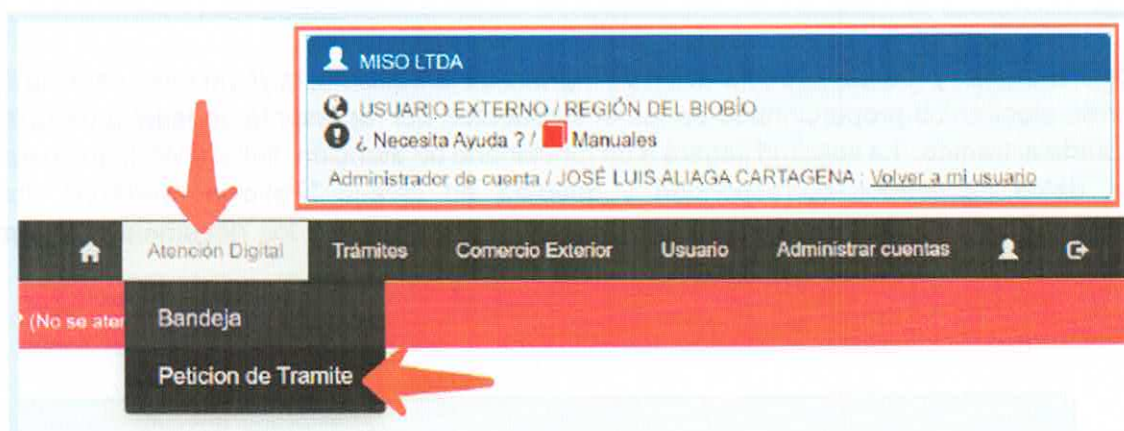 MISO LTDA
USUARIO EXTERNO / REGIÓN DEL BIOBÍO
¿ Necesita Ayuda ? / Manuales
Administrador de cuenta / JOSÉ LUIS ALIAGA CARTAGENA : Volver a mi usuario
Atención Digital Trámites Comercio Exterior Usuario Administrar cuentas
? (No se ater
Bandeja
Peticion de Tramite